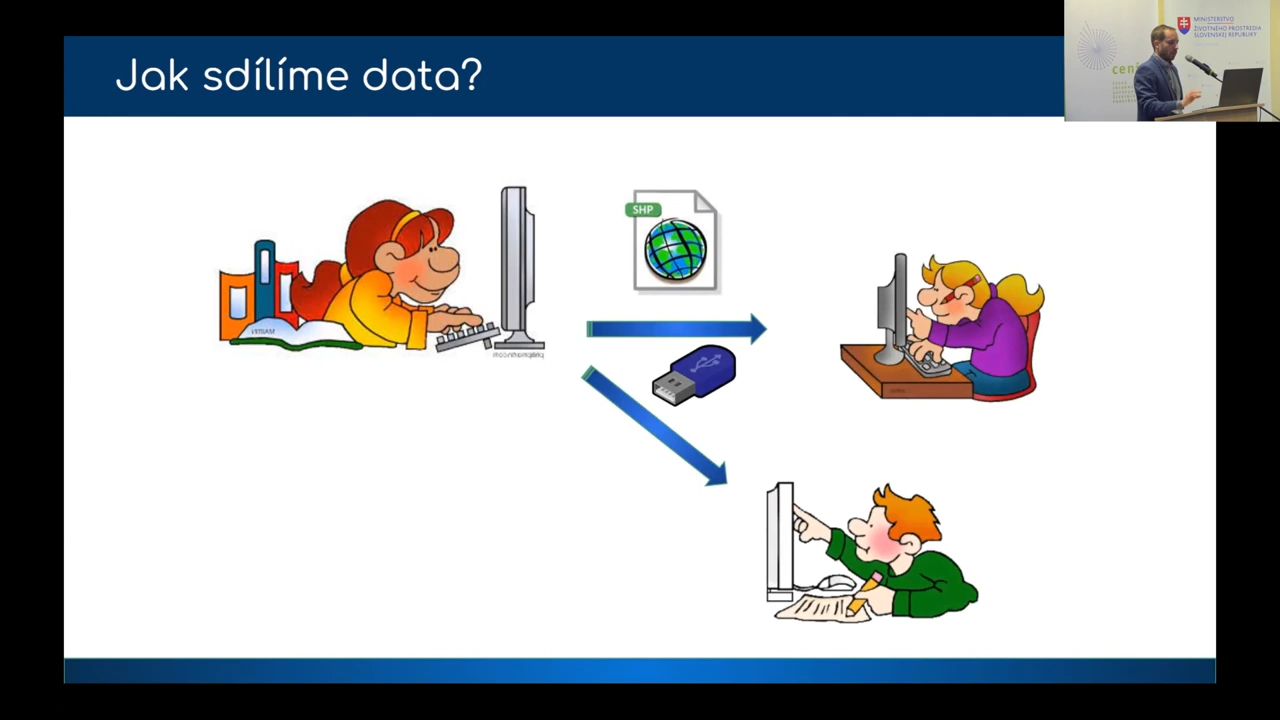 Jak sdílíme data?
MINISTERSTVO
ŽIVOTNÉHO PROSTREDIA
SLOVENSKEJ REPUBLIKY
SHP